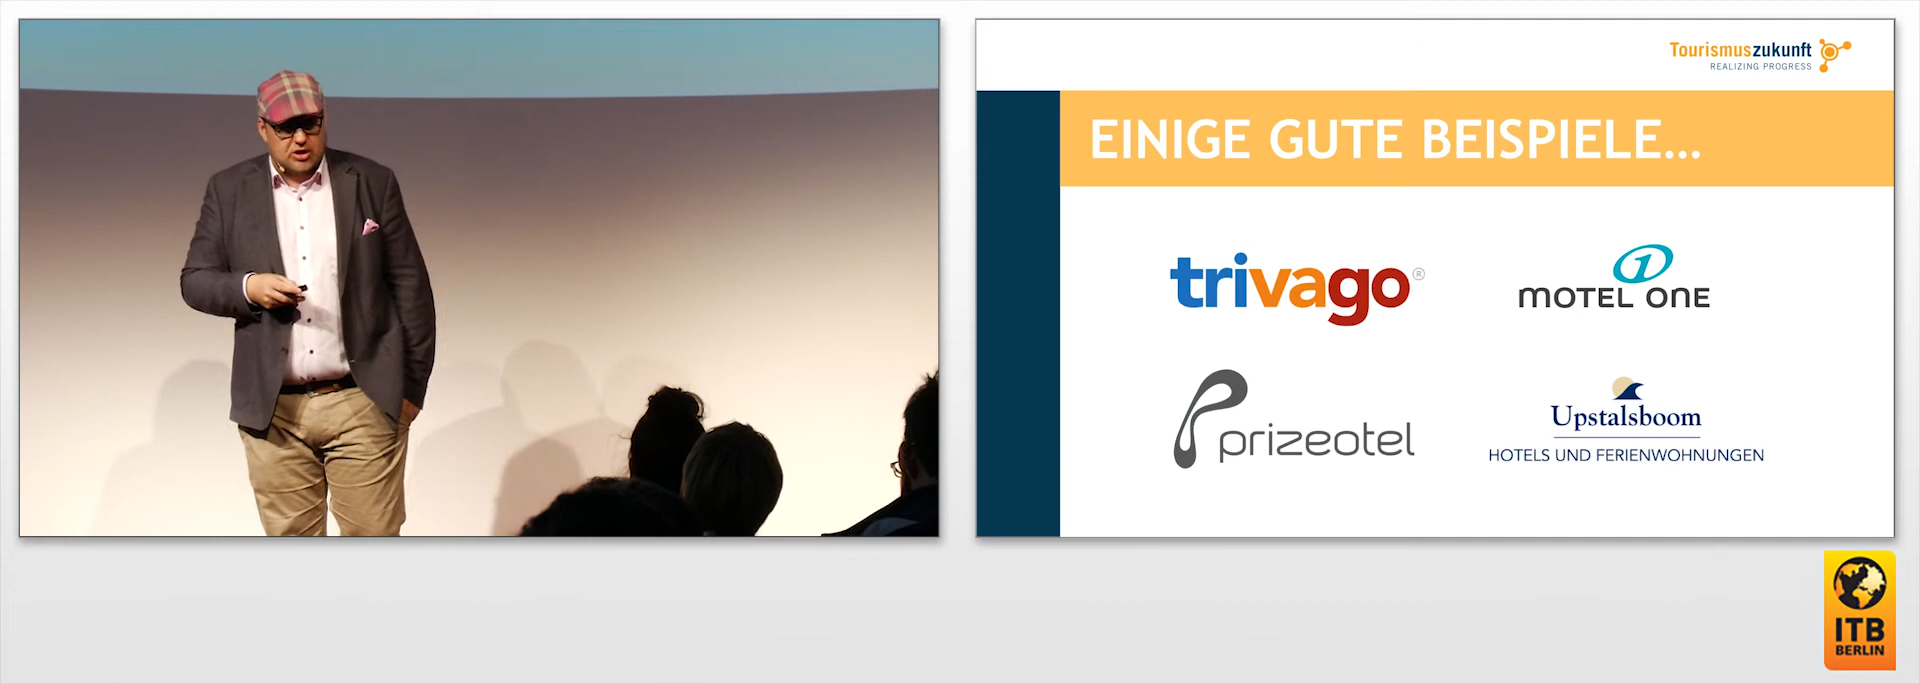 Tourismuszukunft
REALIZING PROGRESS
EINIGE GUTE BEISPIELE...
trivago®
MOTEL ONE
prizeotel
Upstalsboom
HOTELS UND FERIENWOHNUNGEN
ITB
BERLIN